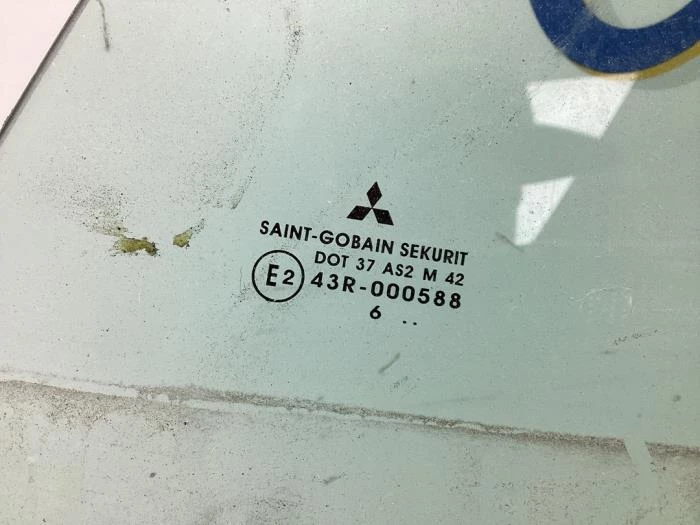 SAINT-GOBAIN SEKURIT
DOT 37 AS2 M 42
E2 43R-000588
6 ..